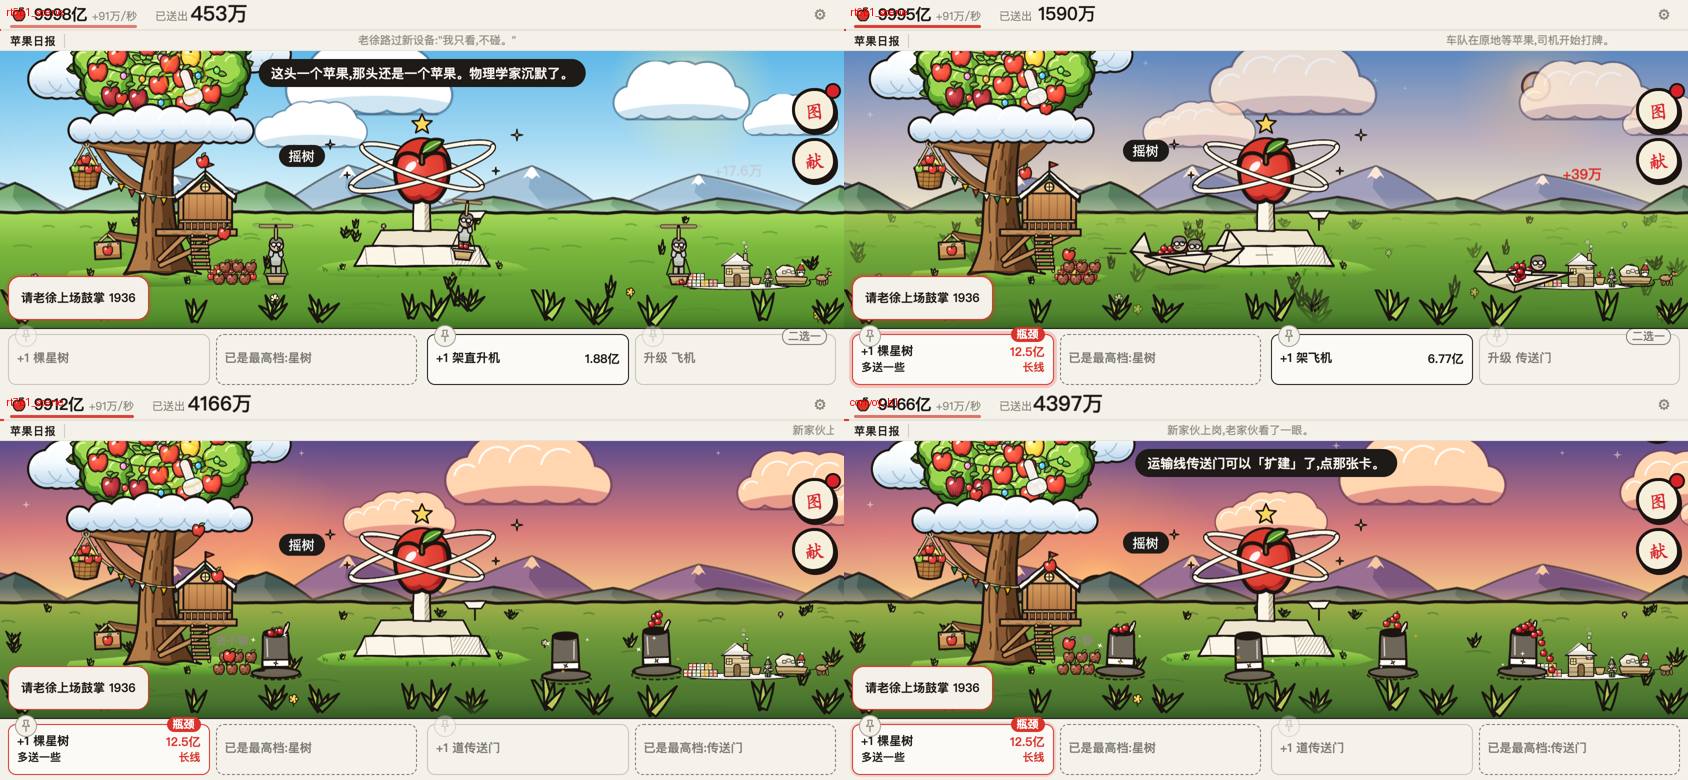 9998亿 +91万/秒 已送出 453万
苹果日报 老徐路过新设备:"我只看,不碰。"
这头一个苹果,那头还是一个苹果。物理学家沉默了。
图
摇树
献
+17.6万
请老徐上场鼓掌 1936
二选一
+1 棵星树
已是最高档:星树
+1 架直升机 1.88亿
升级 飞机
9995亿 +91万/秒 已送出 1590万
苹果日报 车队在原地等苹果,司机开始打牌。
图
摇树
献
+39万
请老徐上场鼓掌 1936
瓶颈
二选一
+1 棵星树 12.5亿
多送一些 长线
已是最高档:星树
+1 架飞机 6.77亿
升级 传送门
9912亿 +91万/秒 已送出 4166万
苹果日报 新家伙上
图
摇树
献
请老徐上场鼓掌 1936
瓶颈
+1 棵星树 12.5亿
多送一些 长线
已是最高档:星树
+1 道传送门
已是最高档:传送门
9466亿 +91万/秒 已送出 4397万
苹果日报 新家伙上岗,老家伙看了一眼。
运输线传送门可以「扩建」了,点那张卡。
图
摇树
献
请老徐上场鼓掌 1936
瓶颈
+1 棵星树 12.5亿
多送一些 长线
已是最高档:星树
+1 道传送门
已是最高档:传送门